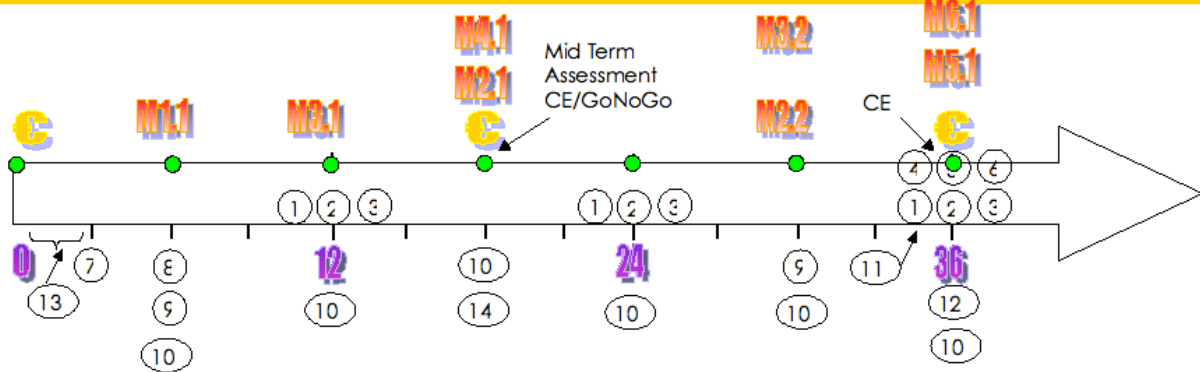 M6.1
M4.1
M3.2
Mid Term
Assessment
CE/GoNoGo
M2.1
M5.1
€ M1.1 M3.1 € M2.2 CE €
4 5 6
1 2 3 1 2 3 1 2 3
0 12 24 36
13 7 8 10 9 11
9 10 14 10 10 12
10 10